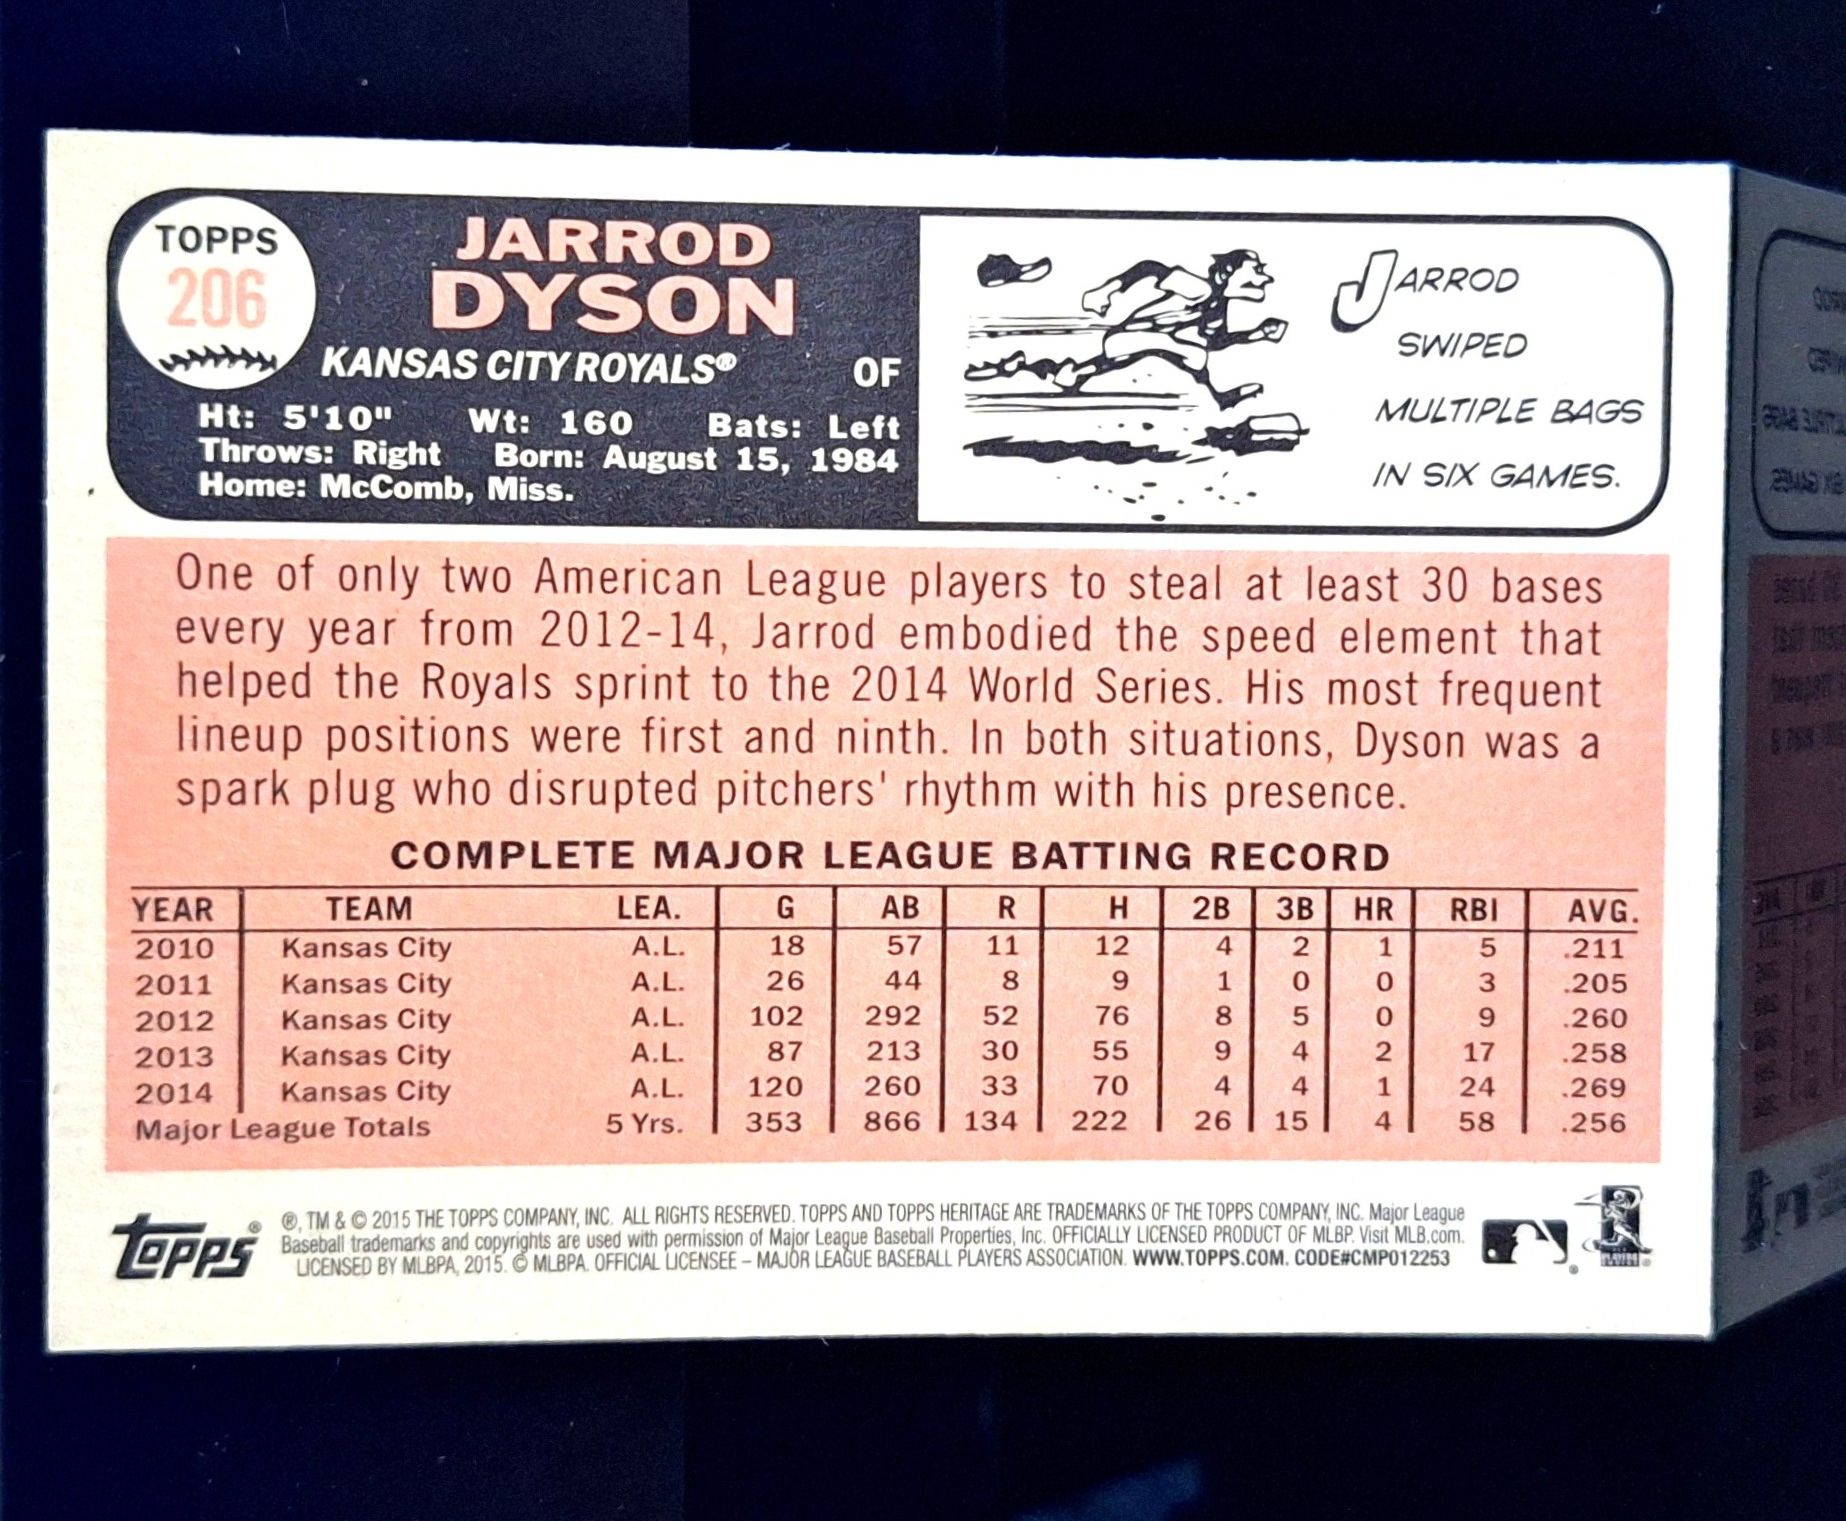 TOPPS
206
JARROD
DYSON
KANSAS CITY ROYALS® OF
Ht: 5'10" Wt: 160 Bats: Left
Throws: Right Born: August 15, 1984
Home: McComb, Miss.
JARROD
SWIPED
MULTIPLE BAGS
IN SIX GAMES.
One of only two American League players to steal at least 30 bases
every year from 2012-14, Jarrod embodied the speed element that
helped the Royals sprint to the 2014 World Series. His most frequent
lineup positions were first and ninth. In both situations, Dyson was a
spark plug who disrupted pitchers' rhythm with his presence.
COMPLETE MAJOR LEAGUE BATTING RECORD
YEAR TEAM LEA. G AB R H 2B 3B HR RBI AVG.
2010 Kansas City A.L. 18 57 11 12 4 2 1 5 .211
2011 Kansas City A.L. 26 44 8 9 1 0 0 3 .205
2012 Kansas City A.L. 102 292 52 76 8 5 0 9 .260
2013 Kansas City A.L. 87 213 30 55 9 4 2 17 .258
2014 Kansas City A.L. 120 260 33 70 4 4 1 24 .269
Major League Totals 5 Yrs. 353 866 134 222 26 15 4 58 .256
Topps®
®, TM & © 2015 THE TOPPS COMPANY, INC. ALL RIGHTS RESERVED. TOPPS AND TOPPS HERITAGE ARE TRADEMARKS OF THE TOPPS COMPANY, INC. Major League
Baseball trademarks and copyrights are used with permission of Major League Baseball Properties, Inc. OFFICIALLY LICENSED PRODUCT OF MLBP. Visit MLB.com.
LICENSED BY MLBPA, 2015. © MLBPA. OFFICIAL LICENSEE – MAJOR LEAGUE BASEBALL PLAYERS ASSOCIATION. WWW.TOPPS.COM. CODE#CMP012253